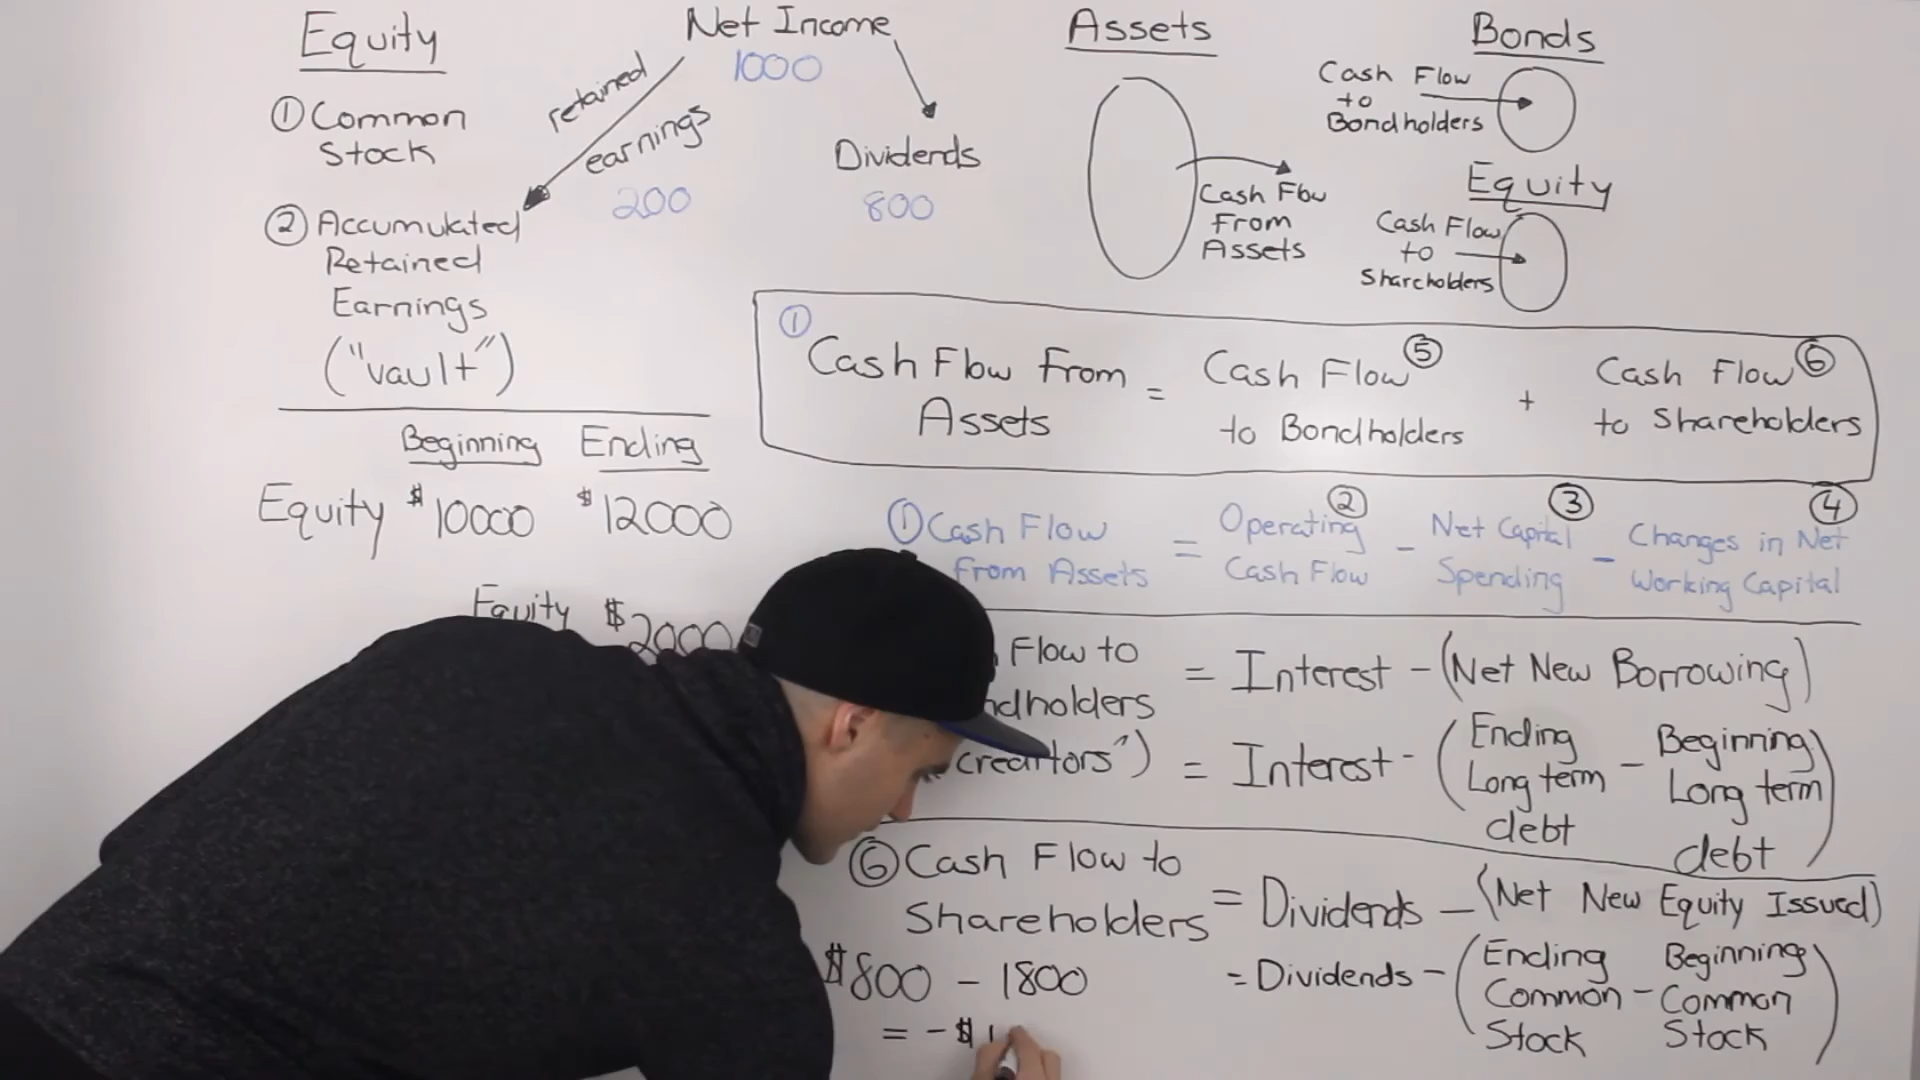 Equity
① Common
Stock
② Accumulated
Retained
Earnings
("vault")
Net Income
1000
retained
earnings
200
Dividends
800
Assets
Cash Flow
From
Assets
Bonds
Cash Flow
to
Bondholders
Equity
Cash Flow
to
Shareholders
①
Cash Flow From
Assets
=
Cash Flow ⑤
to Bondholders
+
Cash Flow ⑥
to Shareholders
Beginning Ending
Equity $10000 $12000
Equity $2000
① Cash Flow
From Assets
=
Operating ②
Cash Flow
-
Net Capital ③
Spending
-
Changes in Net ④
Working Capital
Flow to
= Interest - (Net New Borrowing)
creditors")
= Interest - (Ending Long term debt - Beginning Long term debt)
⑥ Cash Flow to
Shareholders
= Dividends - (Net New Equity Issued)
= Dividends - (Ending Common Stock - Beginning Common Stock)
$800 - 1800
= -$1